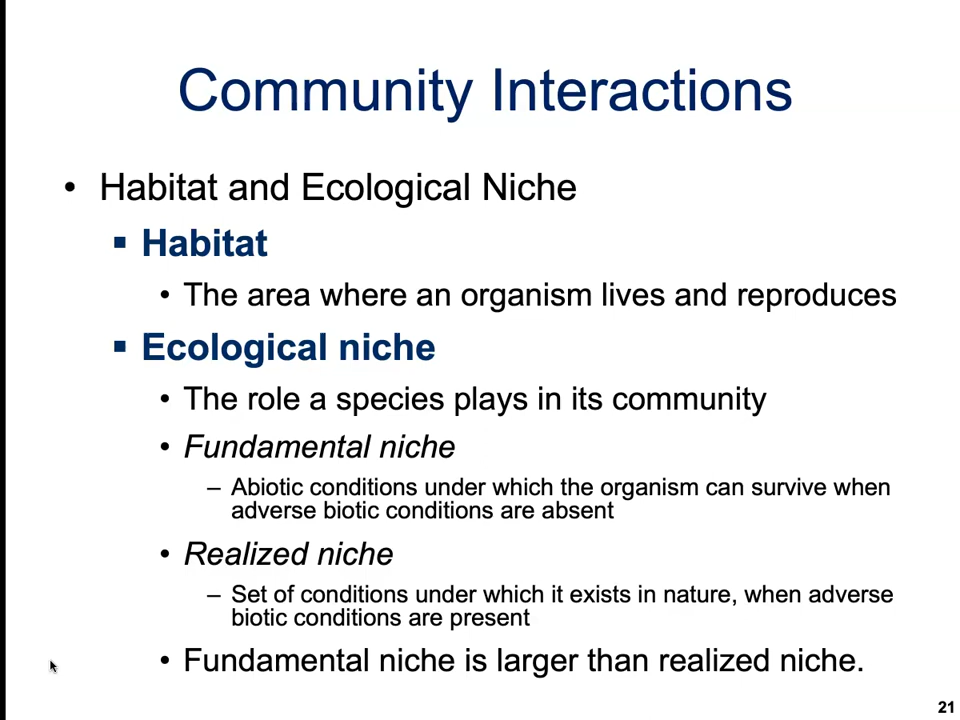 Community Interactions
• Habitat and Ecological Niche
▪ Habitat
• The area where an organism lives and reproduces
▪ Ecological niche
• The role a species plays in its community
• Fundamental niche
– Abiotic conditions under which the organism can survive when
adverse biotic conditions are absent
• Realized niche
– Set of conditions under which it exists in nature, when adverse
biotic conditions are present
• Fundamental niche is larger than realized niche.
21